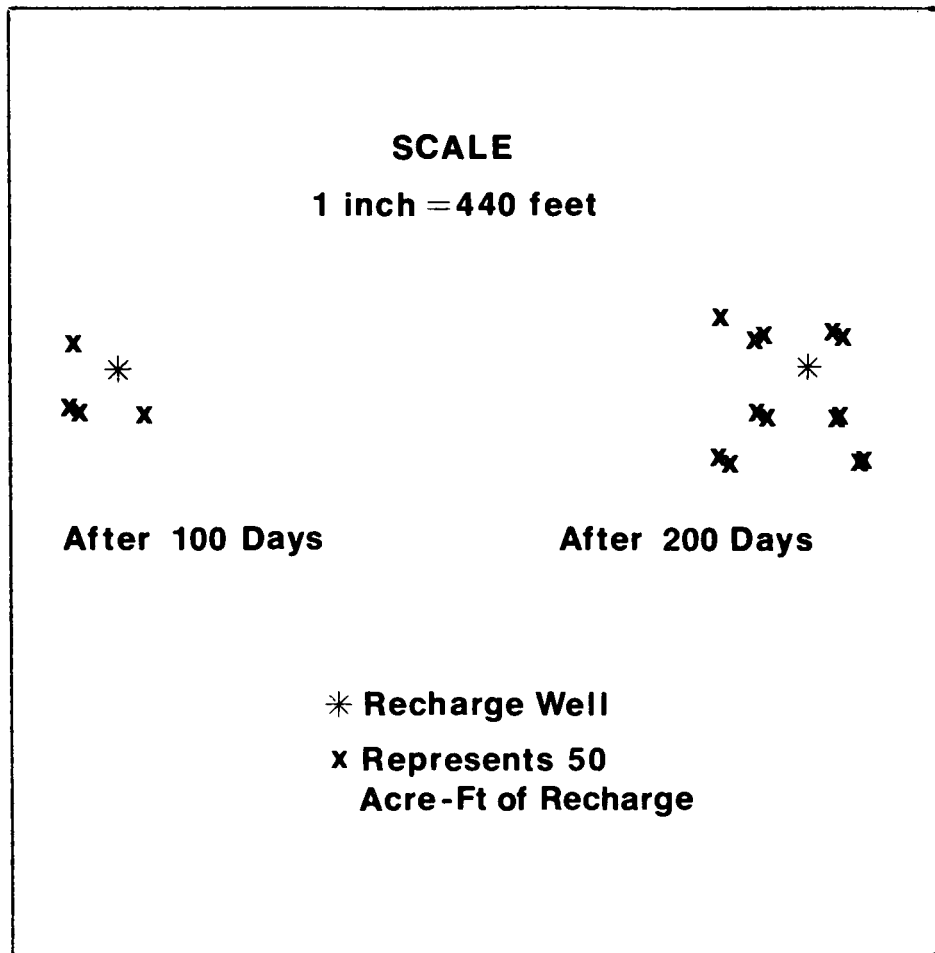 SCALE
1 inch = 440 feet
After 100 Days
After 200 Days
✳ Recharge Well
x Represents 50
Acre-Ft of Recharge